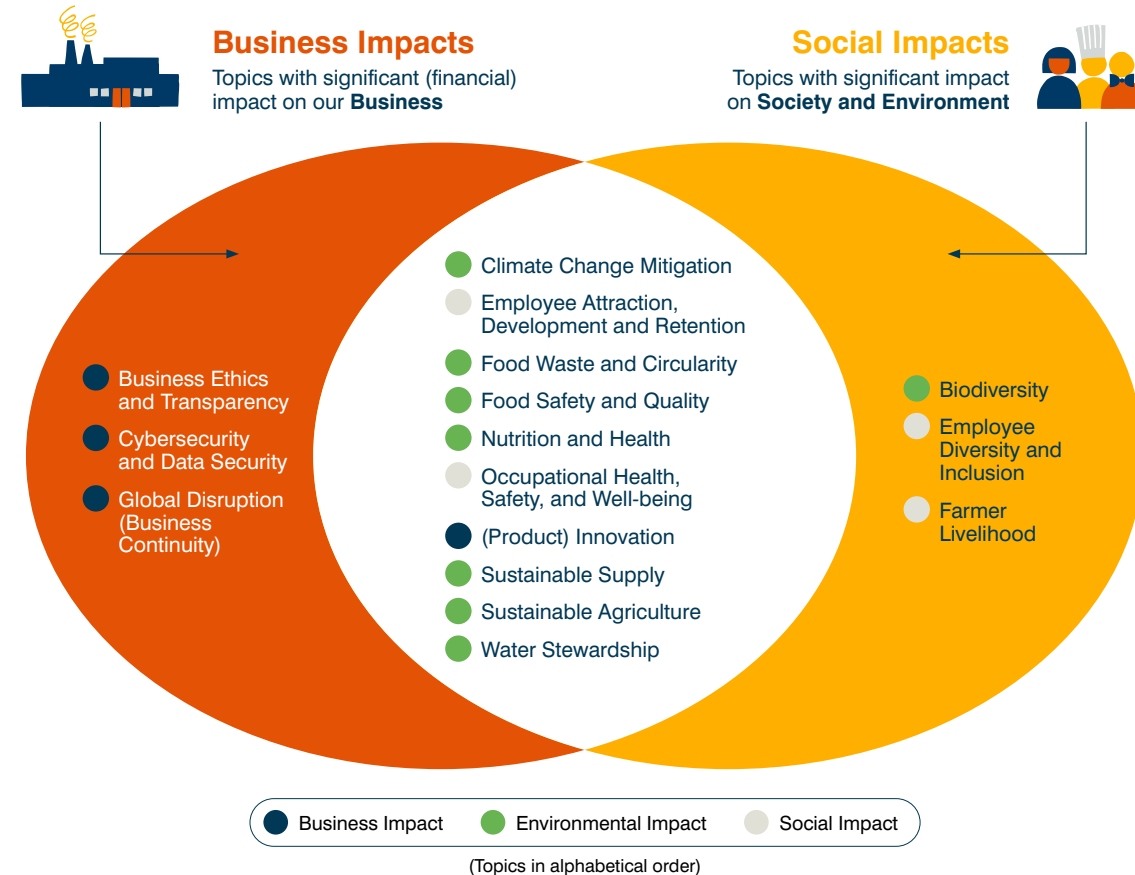 Business Impacts
Topics with significant (financial)
impact on our Business
Social Impacts
Topics with significant impact
on Society and Environment
Business Ethics
and Transparency
Cybersecurity
and Data Security
Global Disruption
(Business
Continuity)
Climate Change Mitigation
Employee Attraction,
Development and Retention
Food Waste and Circularity
Food Safety and Quality
Nutrition and Health
Occupational Health,
Safety, and Well-being
(Product) Innovation
Sustainable Supply
Sustainable Agriculture
Water Stewardship
Biodiversity
Employee
Diversity and
Inclusion
Farmer
Livelihood
Business Impact
Environmental Impact
Social Impact
(Topics in alphabetical order)